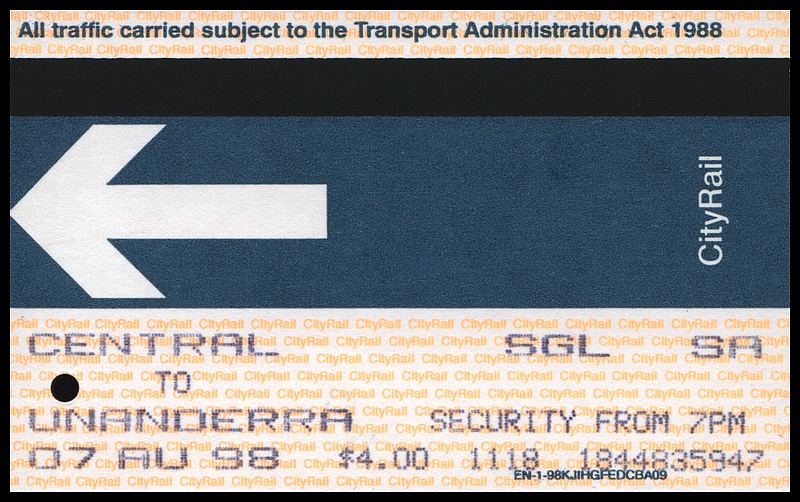 All traffic carried subject to the Transport Administration Act 1988
CityRail
CENTRAL SGL SA
TO
UNANDERRA SECURITY FROM 7PM
07 AU 98 $4.00 1118 1844835947
EN-1-98KJIHGFEDCBA09